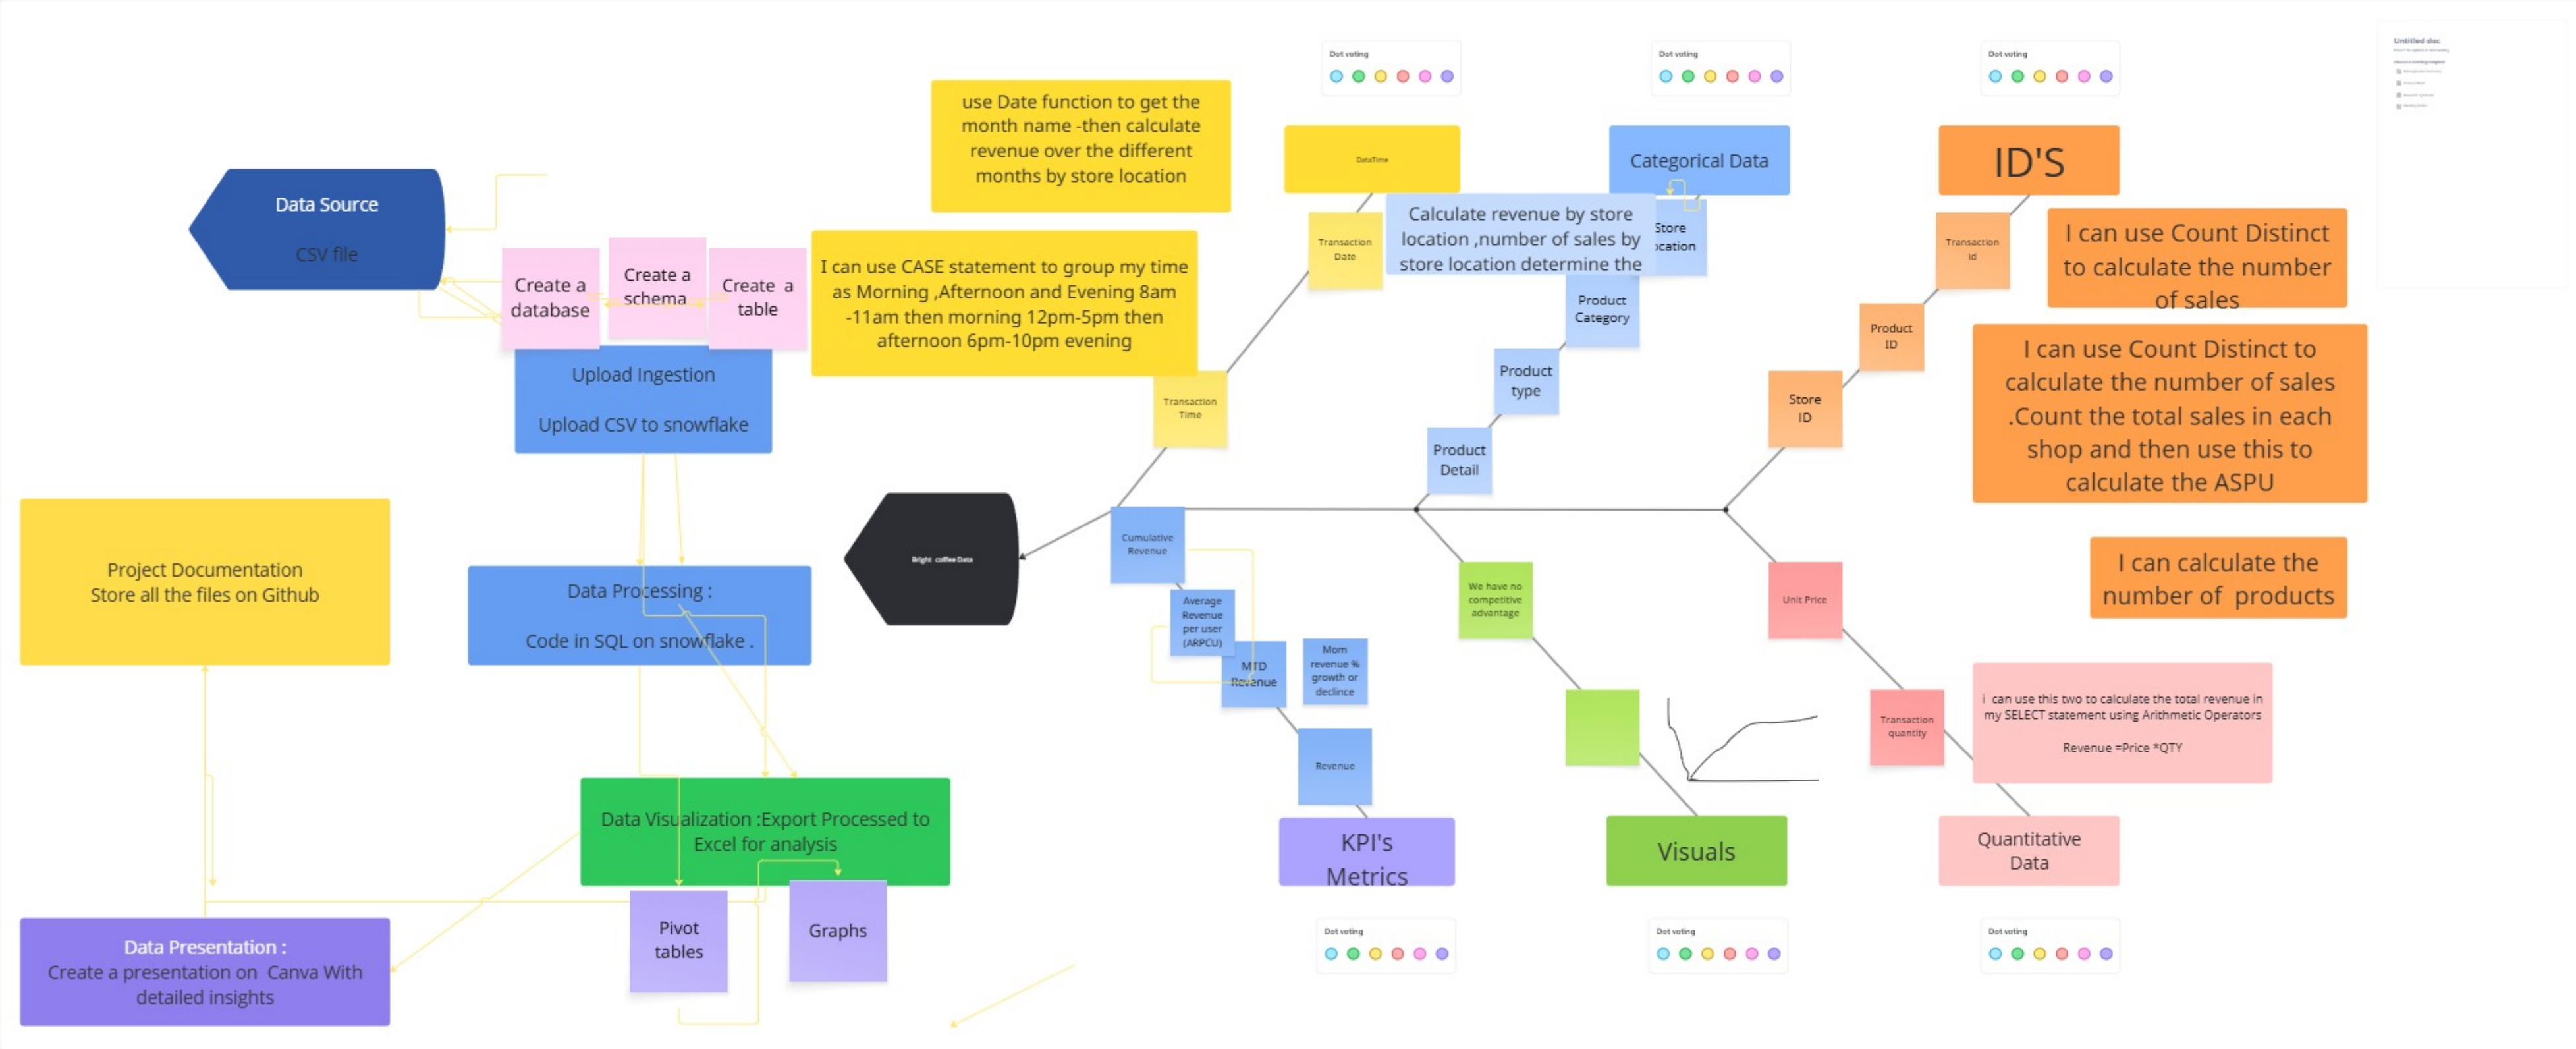 Dot voting
Dot voting
Dot voting
Untitled doc
use Date function to get the
month name -then calculate
revenue over the different
months by store location
DataTime
Categorical Data
ID'S
Data Source
CSV file
Create a
database
Create a
schema
Create a
table
I can use CASE statement to group my time
as Morning ,Afternoon and Evening 8am
-11am then morning 12pm-5pm then
afternoon 6pm-10pm evening
Transaction
Date
Calculate revenue by store
location ,number of sales by
store location determine the
Store
ocation
Transaction
id
I can use Count Distinct
to calculate the number
of sales
Product
Category
Product
ID
Upload Ingestion
Upload CSV to snowflake
Transaction
Time
Product
type
Store
ID
I can use Count Distinct to
calculate the number of sales
.Count the total sales in each
shop and then use this to
calculate the ASPU
Product
Detail
Project Documentation
Store all the files on Github
Data Processing :
Code in SQL on snowflake .
Bright coffee Data
Cumulative
Revenue
Average
Revenue
per user
(ARPCU)
MTD
Revenue
Mom
revenue %
growth or
declince
Revenue
We have no
competitive
advantage
Unit Price
I can calculate the
number of products
Transaction
quantity
i can use this two to calculate the total revenue in
my SELECT statement using Arithmetic Operators
Revenue =Price *QTY
Data Visualization :Export Processed to
Excel for analysis
KPI's
Metrics
Visuals
Quantitative
Data
Pivot
tables
Graphs
Data Presentation :
Create a presentation on Canva With
detailed insights
Dot voting
Dot voting
Dot voting